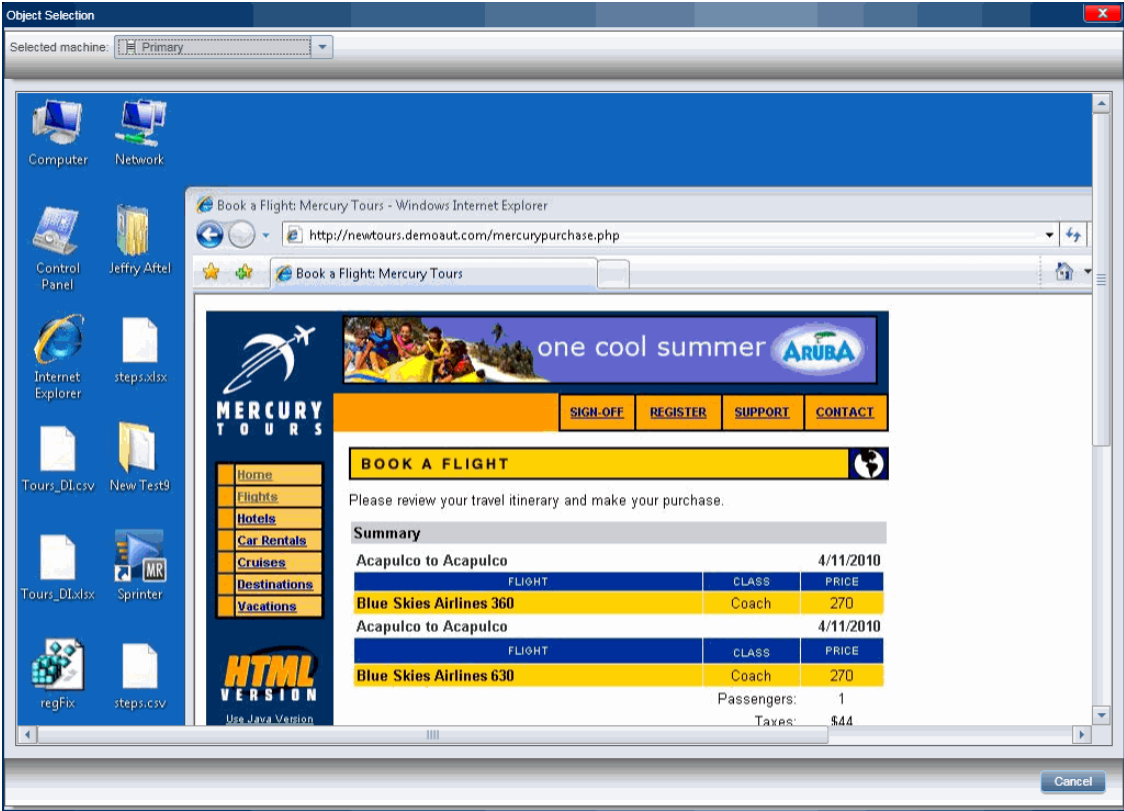 Object Selection
Selected machine: Primary
Computer
Network
Control Panel
Jeffry Aftel
Internet Explorer
steps.xlsx
Tours_DI.csv
New Test9
Tours_DI.xlsx
MR
Sprinter
regFix
steps.csv
Book a Flight: Mercury Tours - Windows Internet Explorer
http://newtours.demoaut.com/mercurypurchase.php
Book a Flight: Mercury Tours
MERCURY
TOURS
one cool summer ARUBA
SIGN-OFF REGISTER SUPPORT CONTACT
Home
Flights
Hotels
Car Rentals
Cruises
Destinations
Vacations
HTML
VERSION
Use Java Version
BOOK A FLIGHT
Please review your travel itinerary and make your purchase.
Summary
Acapulco to Acapulco 4/11/2010
FLIGHT CLASS PRICE
Blue Skies Airlines 360 Coach 270
Acapulco to Acapulco 4/11/2010
FLIGHT CLASS PRICE
Blue Skies Airlines 630 Coach 270
Passengers: 1
Taxes: $44
Cancel